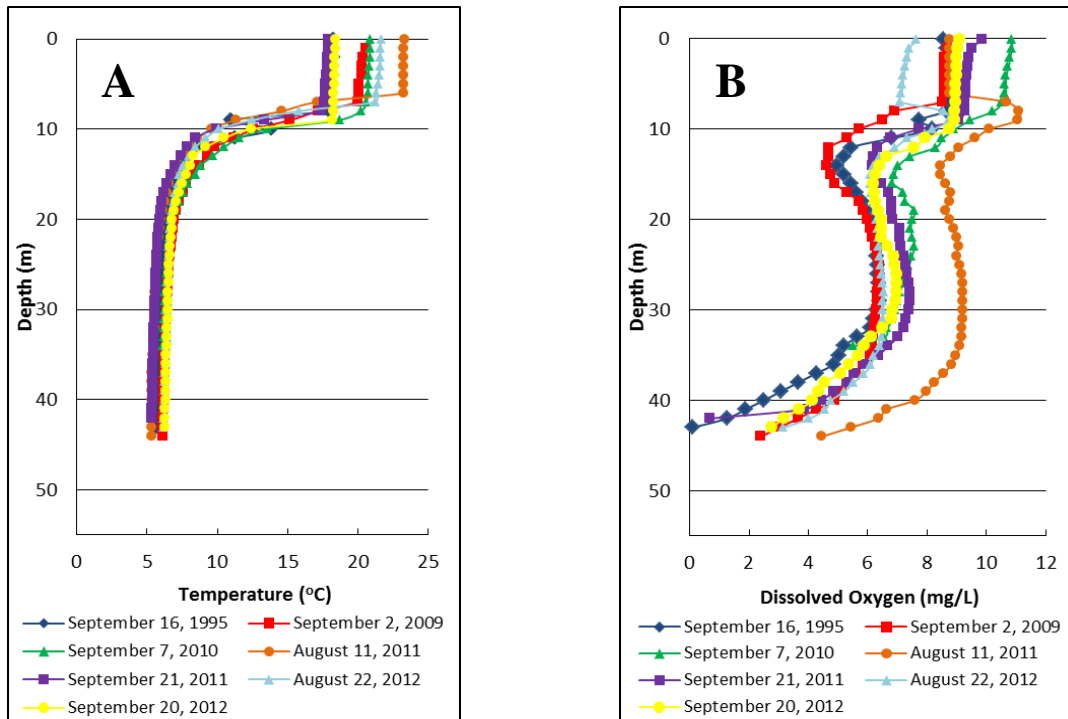 A
0
10
20
30
40
50
Depth (m)
0 5 10 15 20 25
Temperature (°C)
September 16, 1995 September 2, 2009
September 7, 2010 August 11, 2011
September 21, 2011 August 22, 2012
September 20, 2012
B
0
10
20
30
40
50
Depth (m)
0 2 4 6 8 10 12
Dissolved Oxygen (mg/L)
September 16, 1995 September 2, 2009
September 7, 2010 August 11, 2011
September 21, 2011 August 22, 2012
September 20, 2012